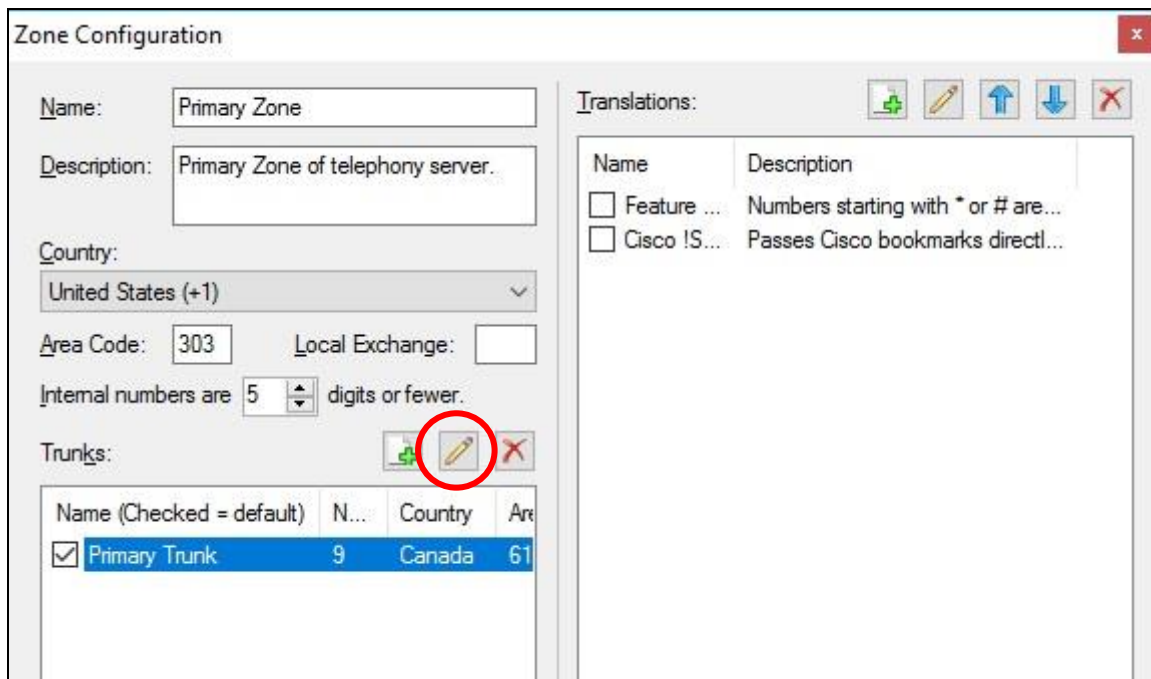 Zone Configuration
x
Name: Primary Zone
Description: Primary Zone of telephony server.
Country:
United States (+1)
Area Code: 303 Local Exchange:
Internal numbers are 5 digits or fewer.
Trunks:
Name (Checked = default) N... Country Are
Primary Trunk 9 Canada 61
Translations:
Name Description
Feature ... Numbers starting with * or # are...
Cisco !S... Passes Cisco bookmarks directl...